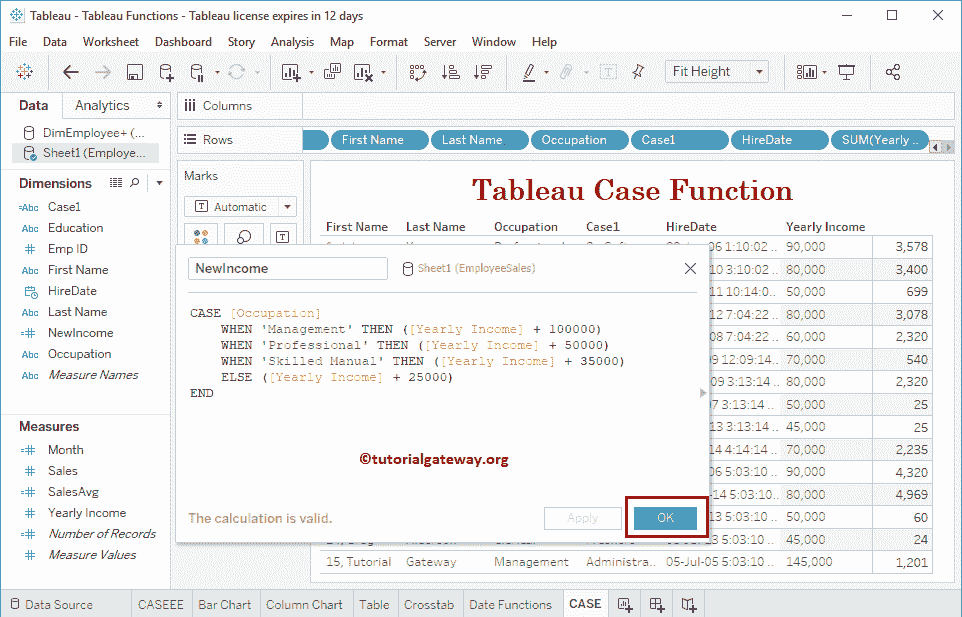 Tableau - Tableau Functions - Tableau license expires in 12 days
File Data Worksheet Dashboard Story Analysis Map Format Server Window Help
Fit Height
Data Analytics
Columns
DimEmployee+ (...
Sheet1 (Employe...
Rows First Name Last Name Occupation Case1 HireDate SUM(Yearly ..
Dimensions
Case1
Education
Emp ID
First Name
HireDate
Last Name
NewIncome
Occupation
Measure Names
Measures
Month
Sales
SalesAvg
Yearly Income
Number of Records
Measure Values
Marks
Automatic
Tableau Case Function
First Name Last Name Occupation Case1 HireDate Yearly Income
6 1:10:02 .. 90,000 3,578
10 3:10:02 .. 80,000 3,400
11 10:14:0.. 50,000 699
12 7:04:22 .. 80,000 3,078
08 7:04:22 .. 60,000 2,320
09 12:09:14.. 70,000 540
09 3:13:14 .. 80,000 2,320
07 3:13:14 .. 50,000 25
13 3:13:14 .. 45,000 25
14 4:14:14 .. 70,000 2,235
06 5:03:10 .. 90,000 4,320
-14 5:03:10.. 80,000 4,969
13 5:03:10 .. 50,000 60
5:03:10 .. 45,000 24
15, Tutorial Gateway Management Administra.. 05-Jul-05 5:03:10 .. 145,000 1,201
NewIncome Sheet1 (EmployeeSales)
CASE [Occupation]
WHEN 'Management' THEN ([Yearly Income] + 100000)
WHEN 'Professional' THEN ([Yearly Income] + 50000)
WHEN 'Skilled Manual' THEN ([Yearly Income] + 35000)
ELSE ([Yearly Income] + 25000)
END
©tutorialgateway.org
The calculation is valid. Apply OK
Data Source CASEEE Bar Chart Column Chart Table Crosstab Date Functions CASE